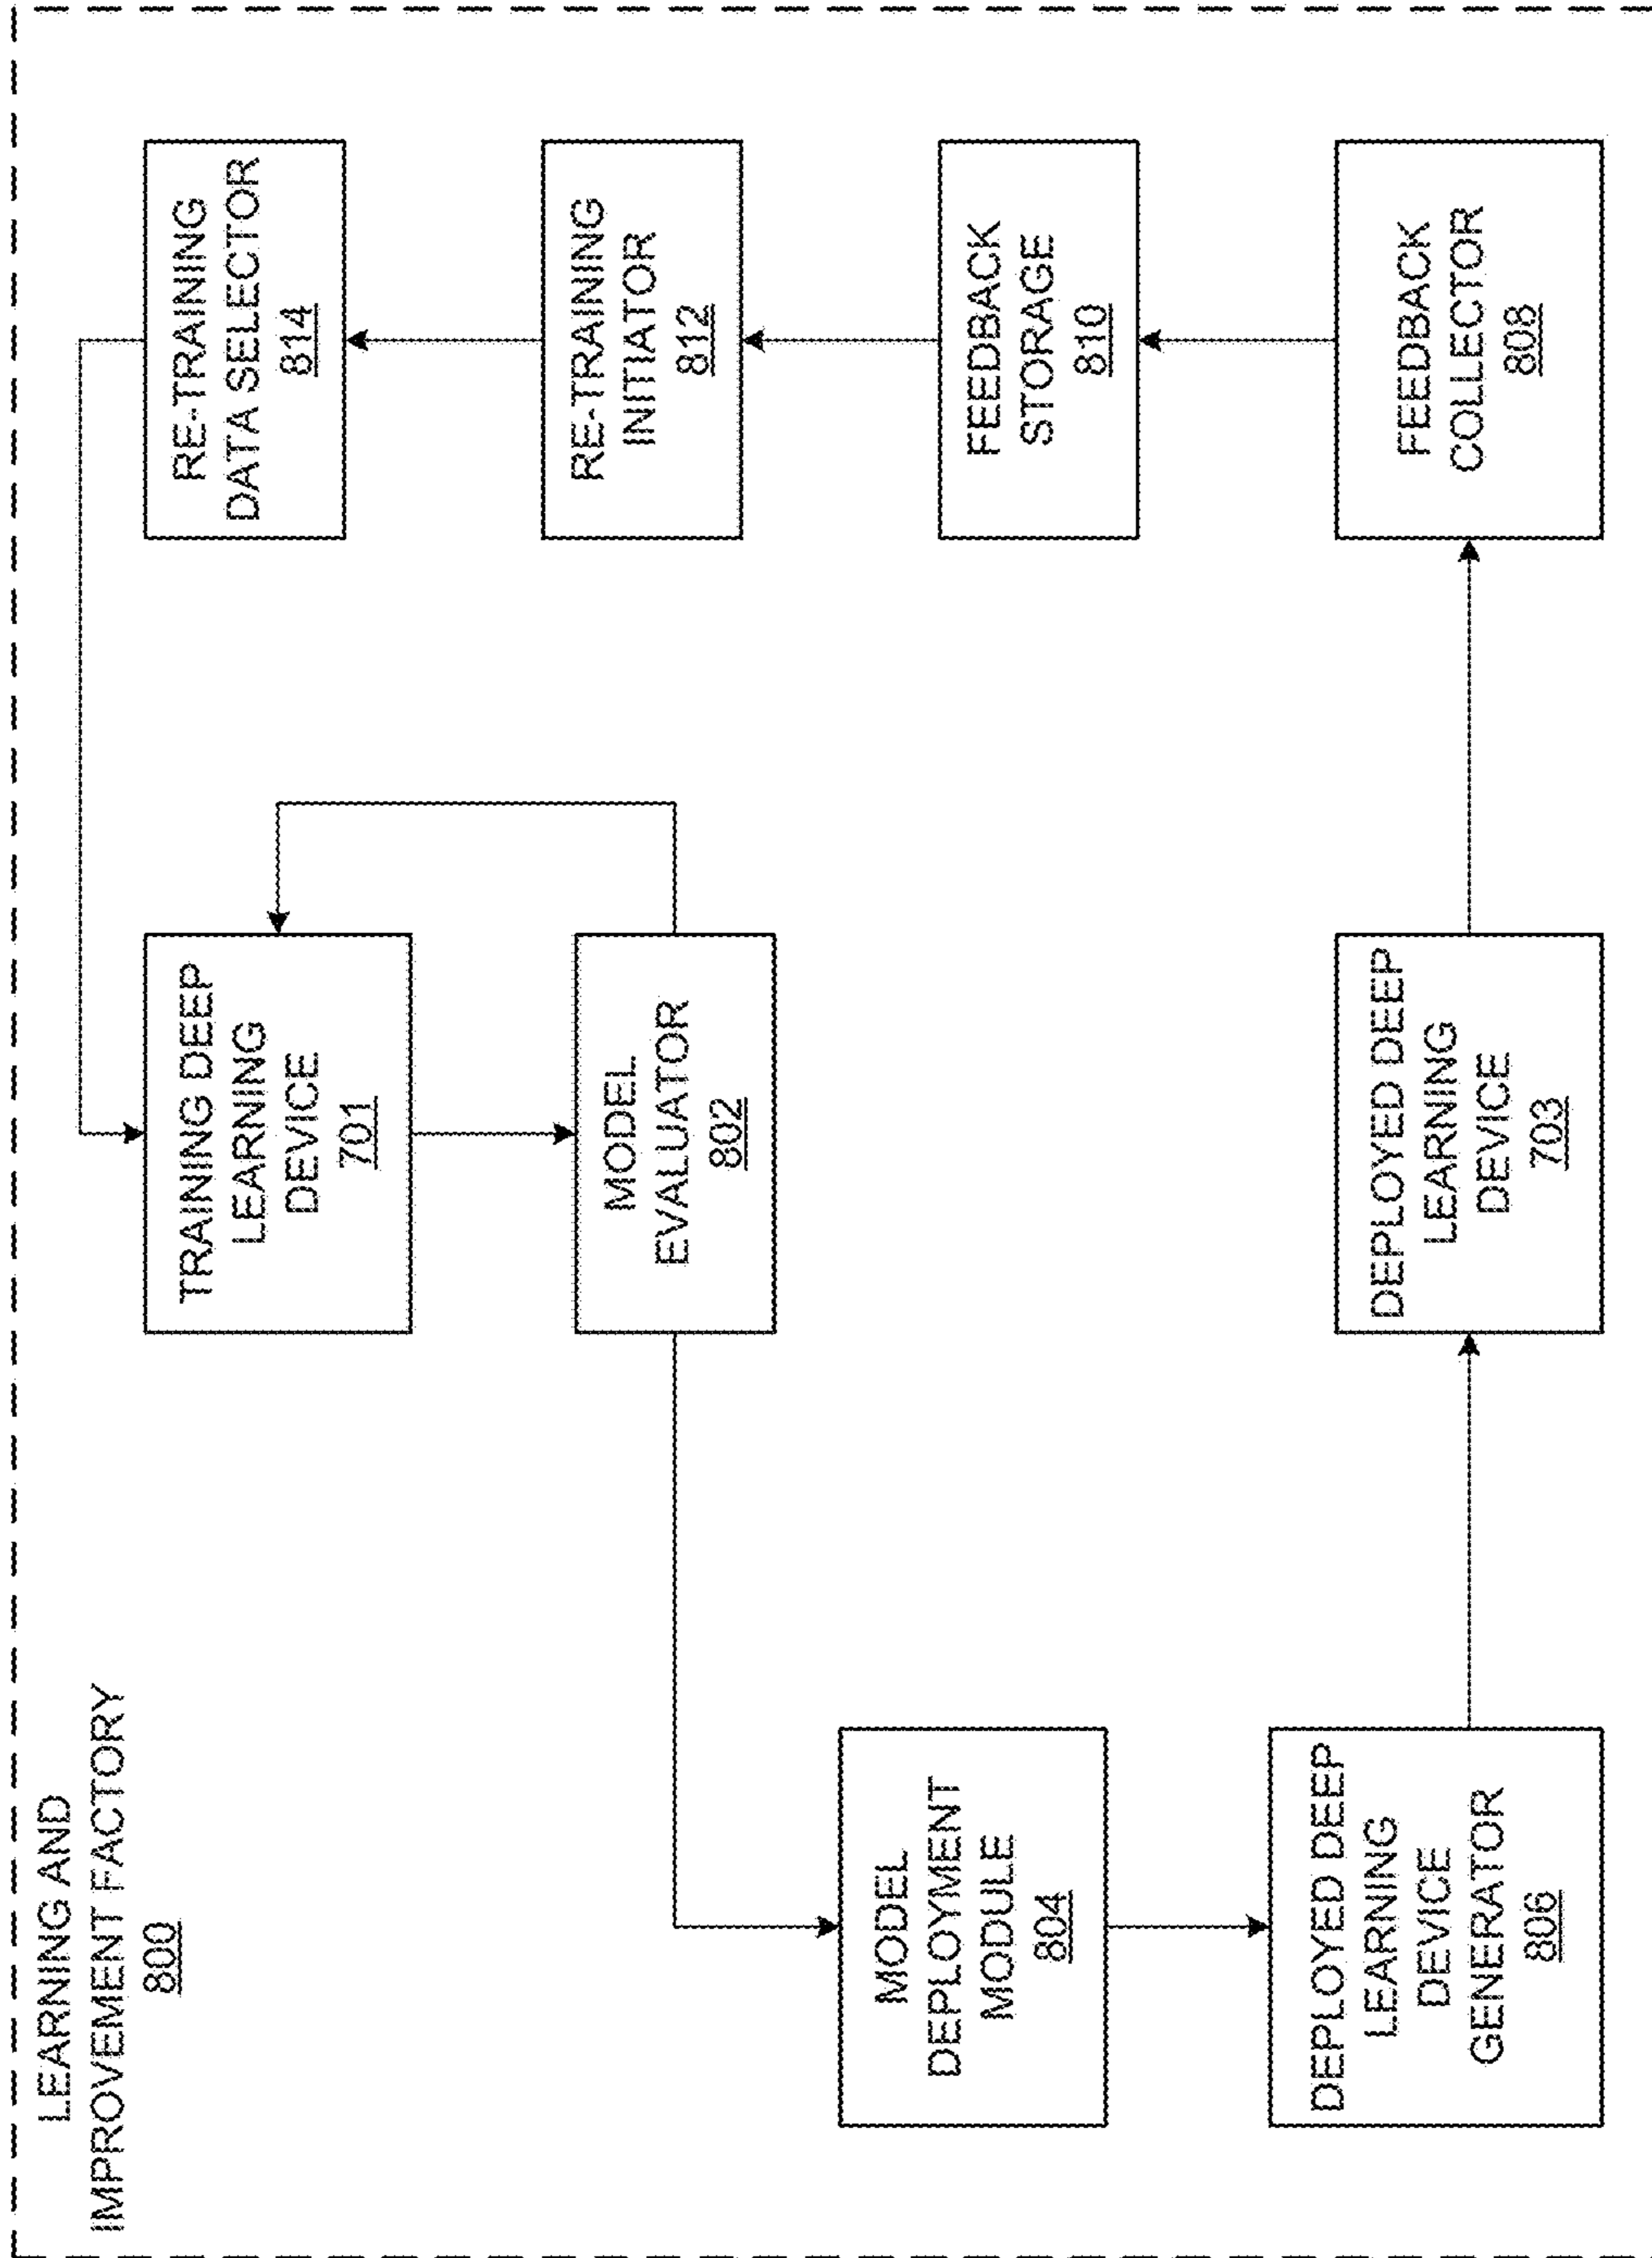 LEARNING AND
IMPROVEMENT FACTORY
800
TRAINING DEEP
LEARNING
DEVICE
701
RE-TRAINING
DATA SELECTOR
814
MODEL
EVALUATOR
802
RE-TRAINING
INITIATOR
812
MODEL
DEPLOYMENT
MODULE
804
FEEDBACK
STORAGE
810
DEPLOYED DEEP
LEARNING
DEVICE
GENERATOR
806
DEPLOYED DEEP
LEARNING
DEVICE
703
FEEDBACK
COLLECTOR
808